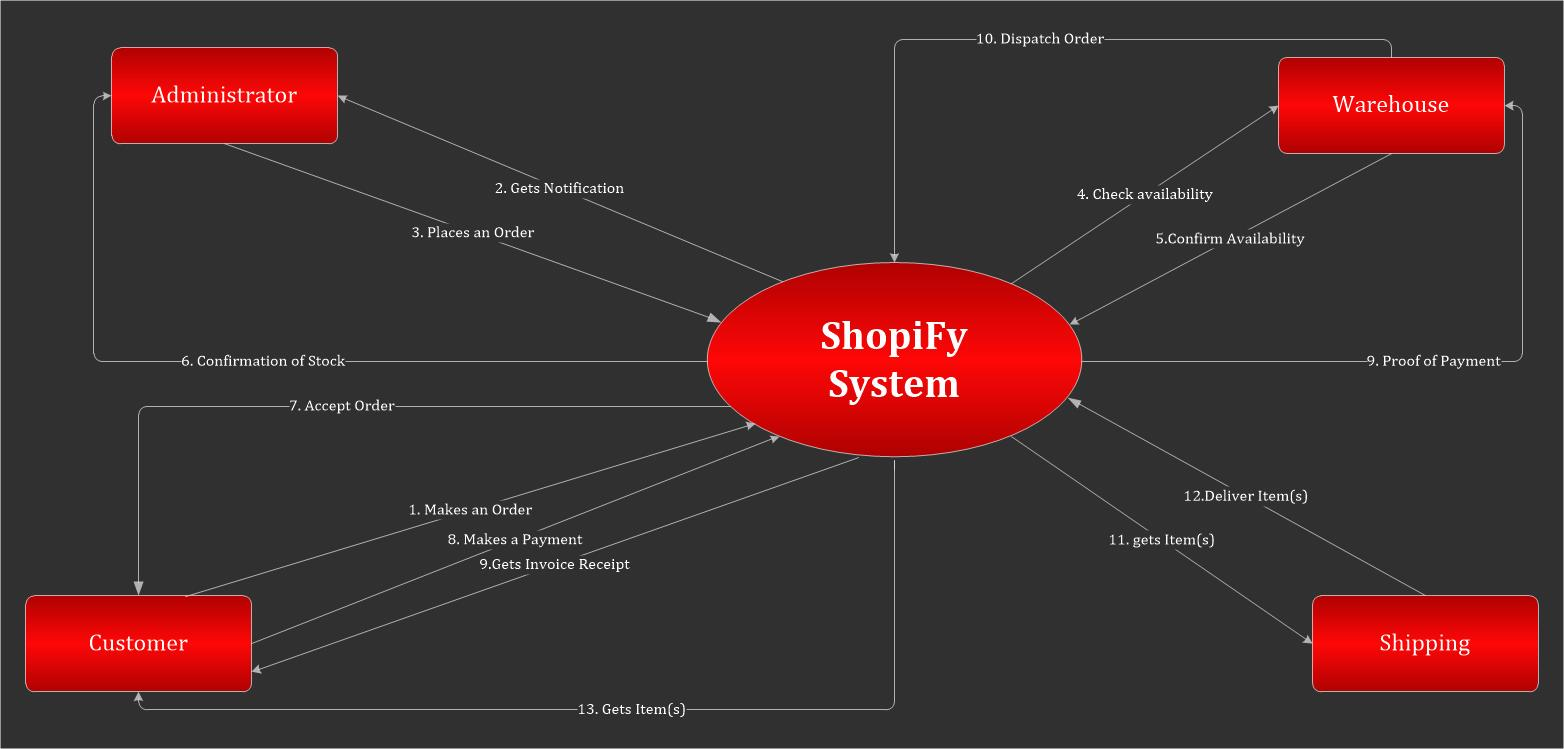 10. Dispatch Order
Administrator
Warehouse
2. Gets Notification
4. Check availability
3. Places an Order
5.Confirm Availability
ShopiFy
System
6. Confirmation of Stock
9. Proof of Payment
7. Accept Order
12.Deliver Item(s)
1. Makes an Order
8. Makes a Payment
11. gets Item(s)
9.Gets Invoice Receipt
Customer
Shipping
13. Gets Item(s)